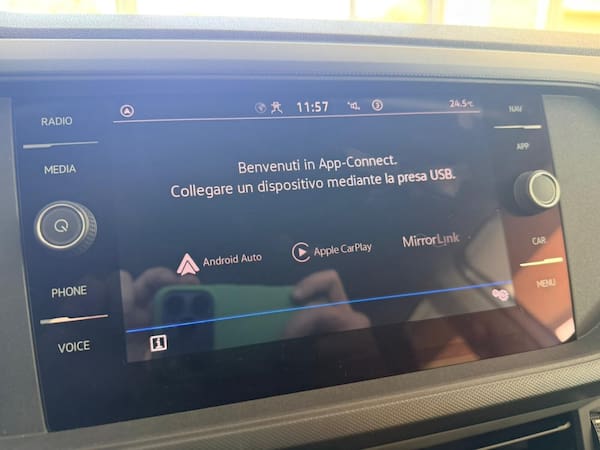 RADIO
MEDIA
PHONE
VOICE
11:57
24.5°C
Benvenuti in App-Connect.
Collegare un dispositivo mediante la presa USB.
Android Auto
Apple CarPlay
MirrorLink
i
NAV
APP
CAR
MENU